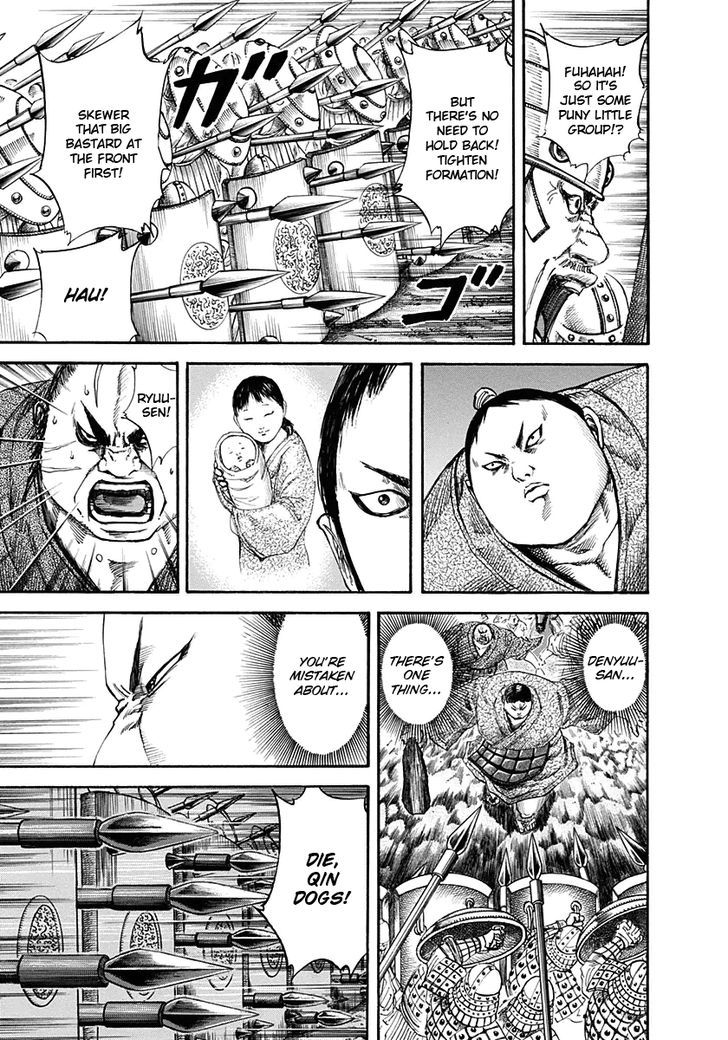 FUHAHAH!
SO IT'S
JUST SOME
PUNY LITTLE
GROUP!?
BUT
THERE'S NO
NEED TO
HOLD BACK!
TIGHTEN
FORMATION!
ガ
ゴ
SKEWER
THAT BIG
BASTARD AT
THE FRONT
FIRST!
HAU!
RYUU-
SEN!
DENYUU-
SAN...
THERE'S
ONE
THING...
YOU'RE
MISTAKEN
ABOUT...
DIE,
QIN
DOGS!